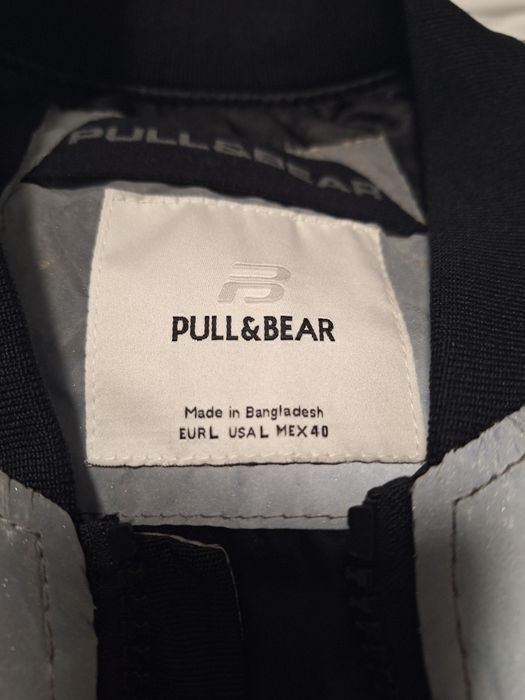 PULL&BEAR
PULL&BEAR
Made in Bangladesh
EUR L USA L MEX 40